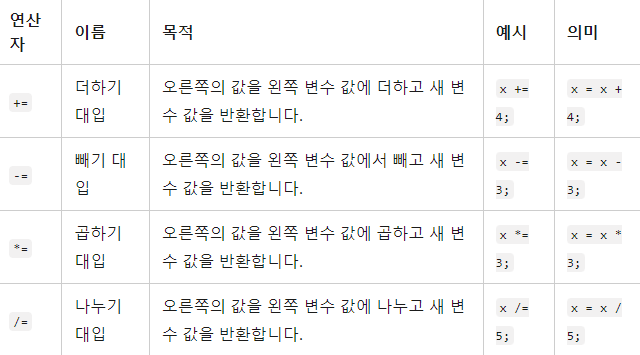 연산자 이름 목적 예시 의미
+= 더하기 대입 오른쪽의 값을 왼쪽 변수 값에 더하고 새 변수 값을 반환합니다. x += 4; x = x + 4;
-= 빼기 대입 오른쪽의 값을 왼쪽 변수 값에서 빼고 새 변수 값을 반환합니다. x -= 3; x = x - 3;
*= 곱하기 대입 오른쪽의 값을 왼쪽 변수 값에 곱하고 새 변수 값을 반환합니다. x *= 3; x = x * 3;
/= 나누기 대입 오른쪽의 값을 왼쪽 변수 값에 나누고 새 변수 값을 반환합니다. x /= 5; x = x / 5;